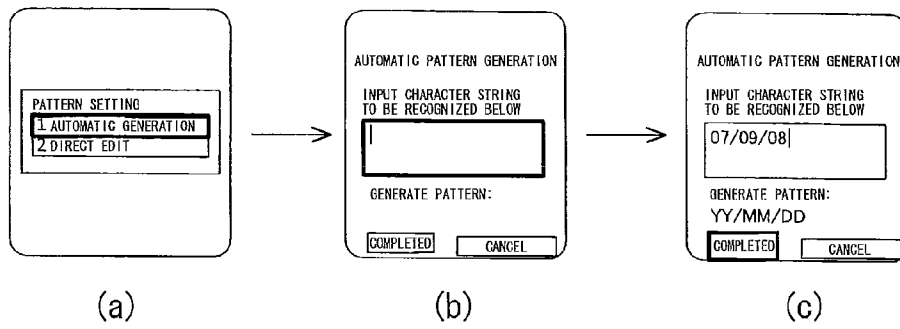 PATTERN SETTING
1 AUTOMATIC GENERATION
2 DIRECT EDIT
(a)
AUTOMATIC PATTERN GENERATION
INPUT CHARACTER STRING
TO BE RECOGNIZED BELOW
GENERATE PATTERN:
COMPLETED
CANCEL
(b)
AUTOMATIC PATTERN GENERATION
INPUT CHARACTER STRING
TO BE RECOGNIZED BELOW
07/09/08
GENERATE PATTERN:
YY/MM/DD
COMPLETED
CANCEL
(c)